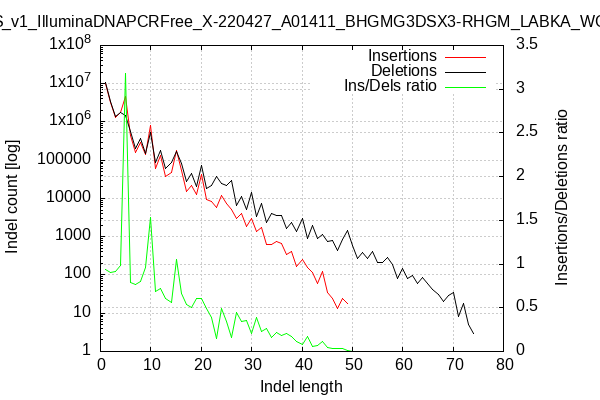 S_v1_IlluminaDNAPCRFree_X-220427_A01411_BHGMG3DSX3-RHGM_LABKA_WG
Insertions
Deletions
Ins/Dels ratio
1x10^8
1x10^7
1x10^6
100000
10000
1000
100
10
1
3.5
3
2.5
2
1.5
1
0.5
0
0 10 20 30 40 50 60 70 80
Indel length
Indel count [log]
Insertions/Deletions ratio